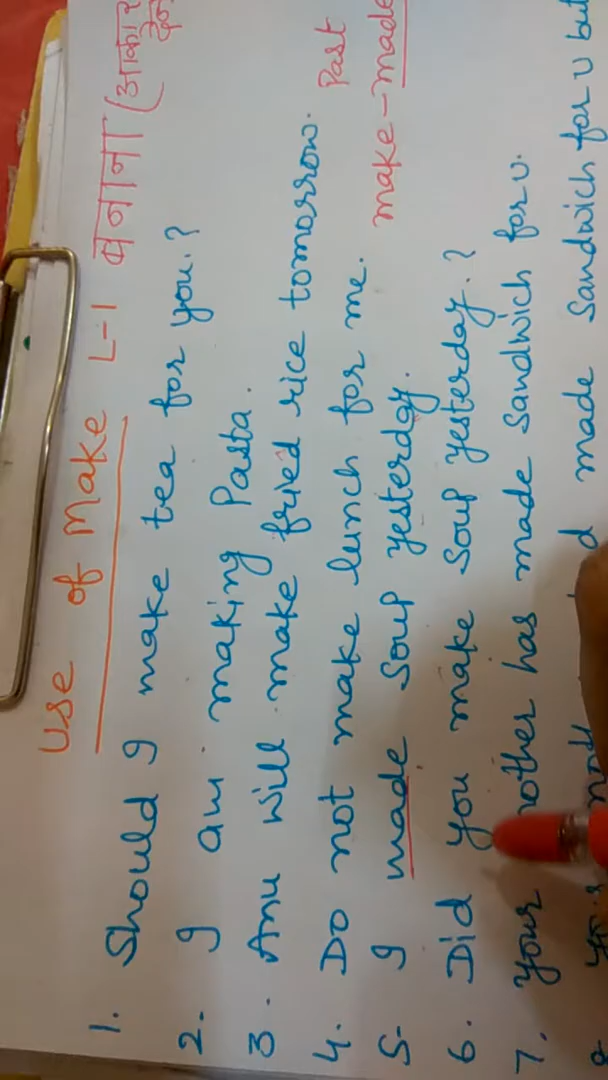 Use of Make L-1 बनाना (आकार देना
1. Should I make tea for you.?
2. I am making Pasta.
3. Anu will make fried rice tomorrow.
4. Do not make lunch for me. Past
5- I made Soup yesterday. make-made
6. Did you make Soup yesterday.?
7. Your mother has made sandwich for U.
8. made sandwich for U but